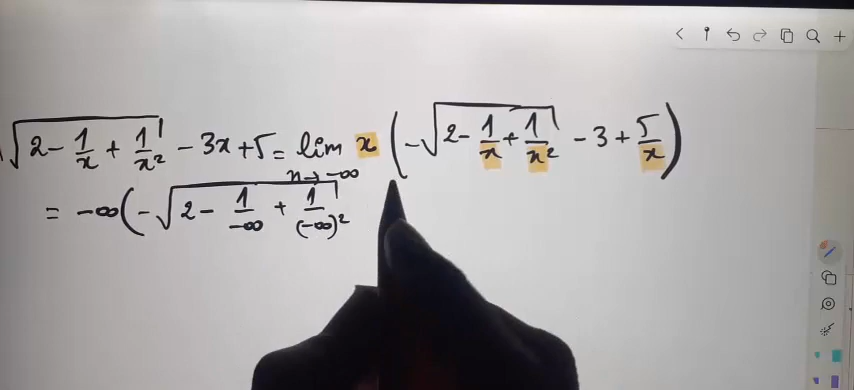 √(2 - 1/x + 1/x²) - 3x + 5 = lim x→-∞ x (-√(2 - 1/x + 1/x²) - 3 + 5/x)
= -∞ (-√(2 - 1/-∞ + 1/(-∞)²)